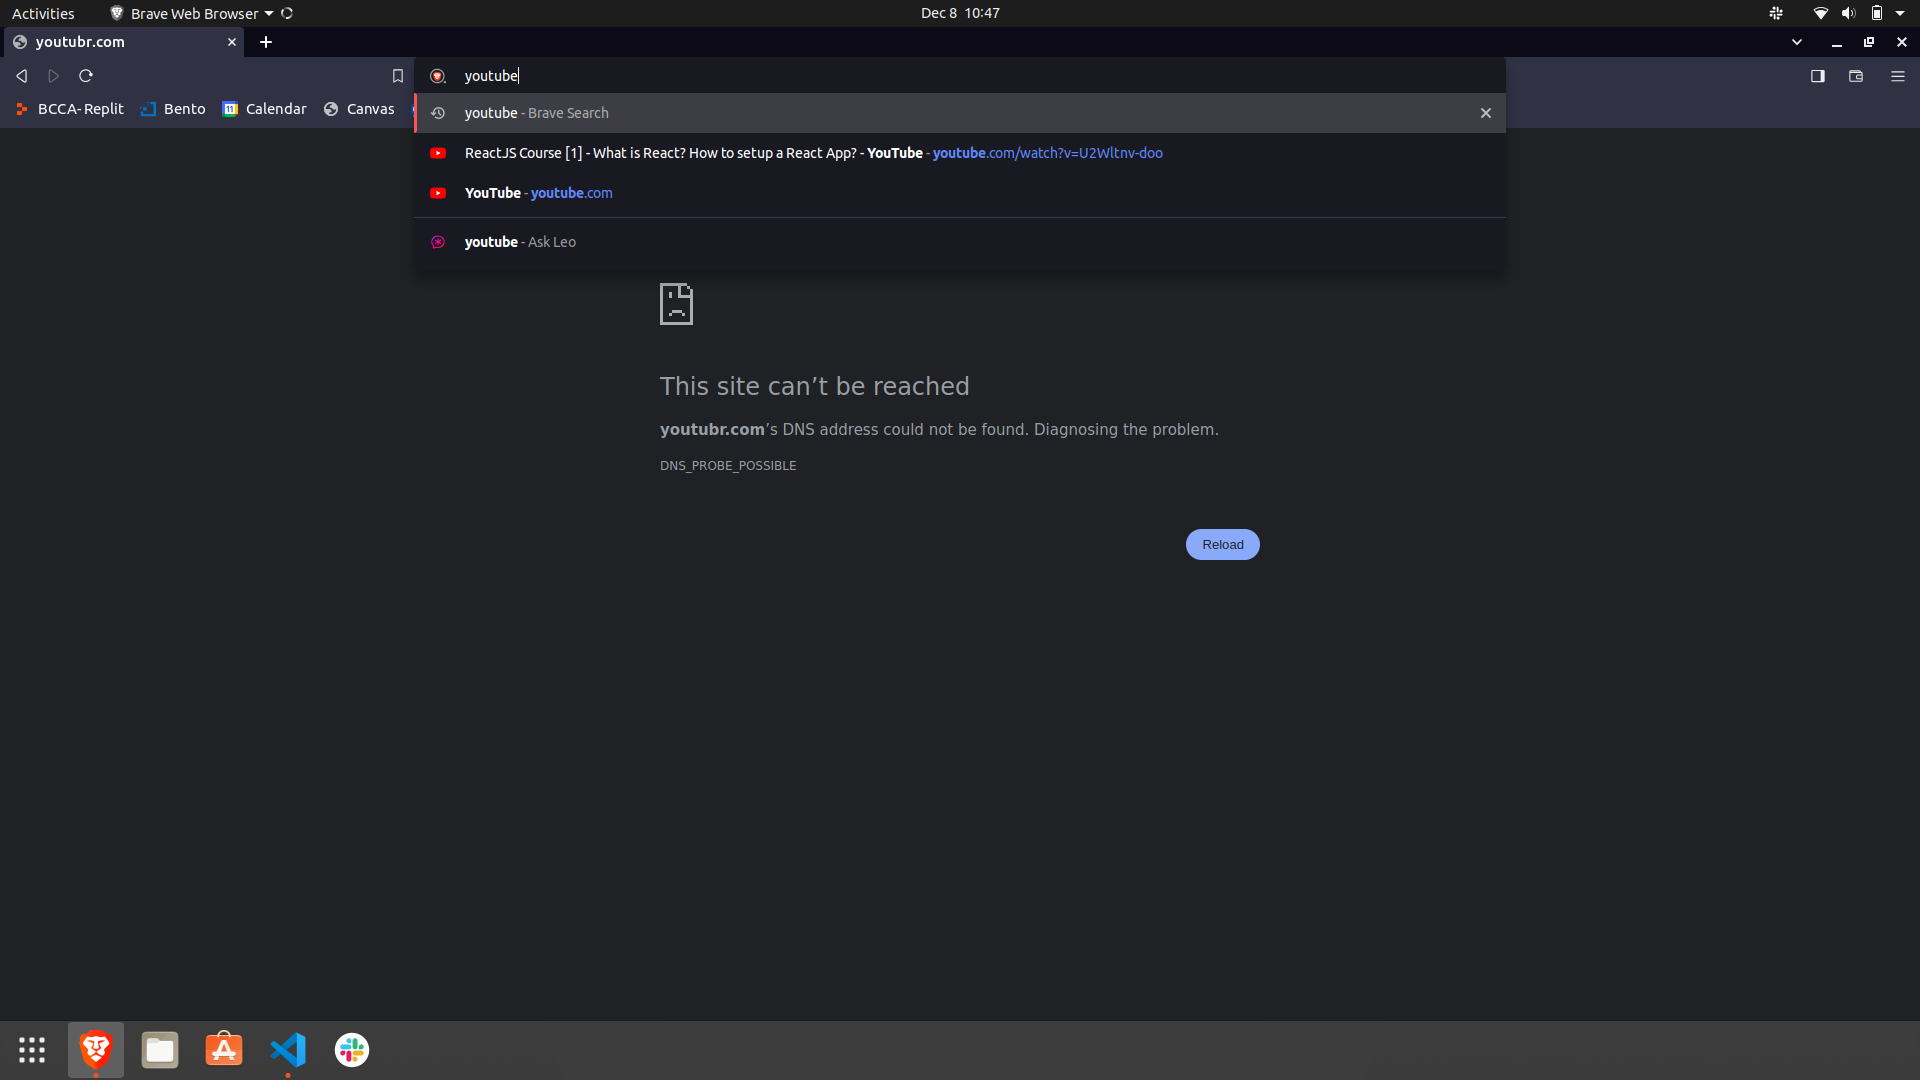 Activities
Brave Web Browser
Dec 8 10:47
youtubr.com
youtube
BCCA-Replit
Bento
11
Calendar
Canvas
youtube - Brave Search
ReactJS Course [1] - What is React? How to setup a React App? - YouTube - youtube.com/watch?v=U2Wltnv-doo
YouTube - youtube.com
youtube - Ask Leo
This site can’t be reached
youtubr.com’s DNS address could not be found. Diagnosing the problem.
DNS_PROBE_POSSIBLE
Reload